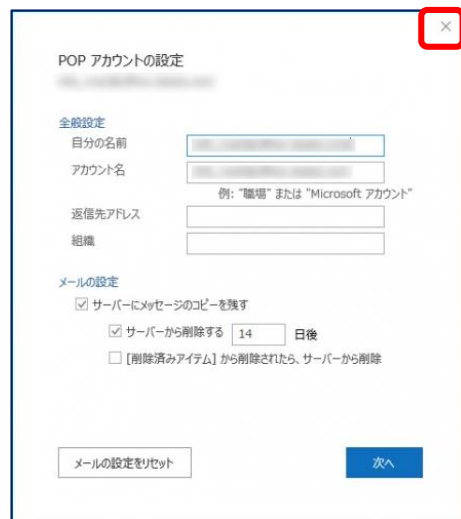 POP アカウントの設定
全般設定
自分の名前
アカウント名
例: "職場" または "Microsoft アカウント"
返信先アドレス
組織
メールの設定
サーバーにメッセージのコピーを残す
サーバーから削除する 14 日後
[削除済みアイテム] から削除されたら、サーバーから削除
メールの設定をリセット 次へ